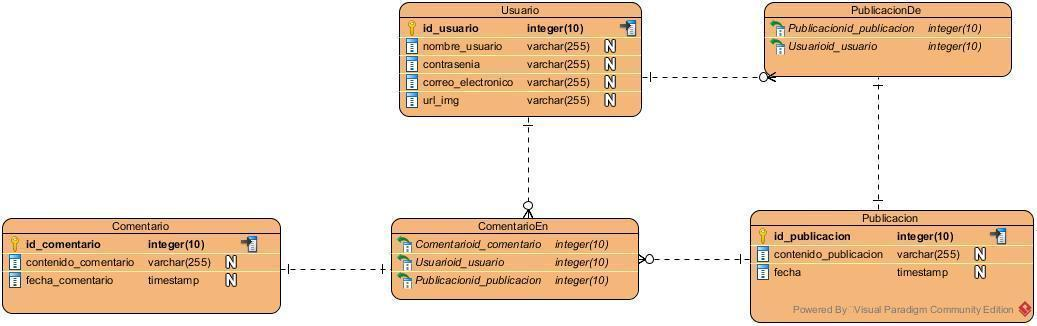 Usuario
id_usuario integer(10)
nombre_usuario varchar(255) N
contrasenia varchar(255) N
correo_electronico varchar(255) N
url_img varchar(255) N
PublicacionDe
Publicacionid_publicacion integer(10)
Usuarioid_usuario integer(10)
Comentario
id_comentario integer(10)
contenido_comentario varchar(255) N
fecha_comentario timestamp N
ComentarioEn
Comentarioid_comentario integer(10)
Usuarioid_usuario integer(10)
Publicacionid_publicacion integer(10)
Publicacion
id_publicacion integer(10)
contenido_publicacion varchar(255) N
fecha timestamp N
Powered By Visual Paradigm Community Edition